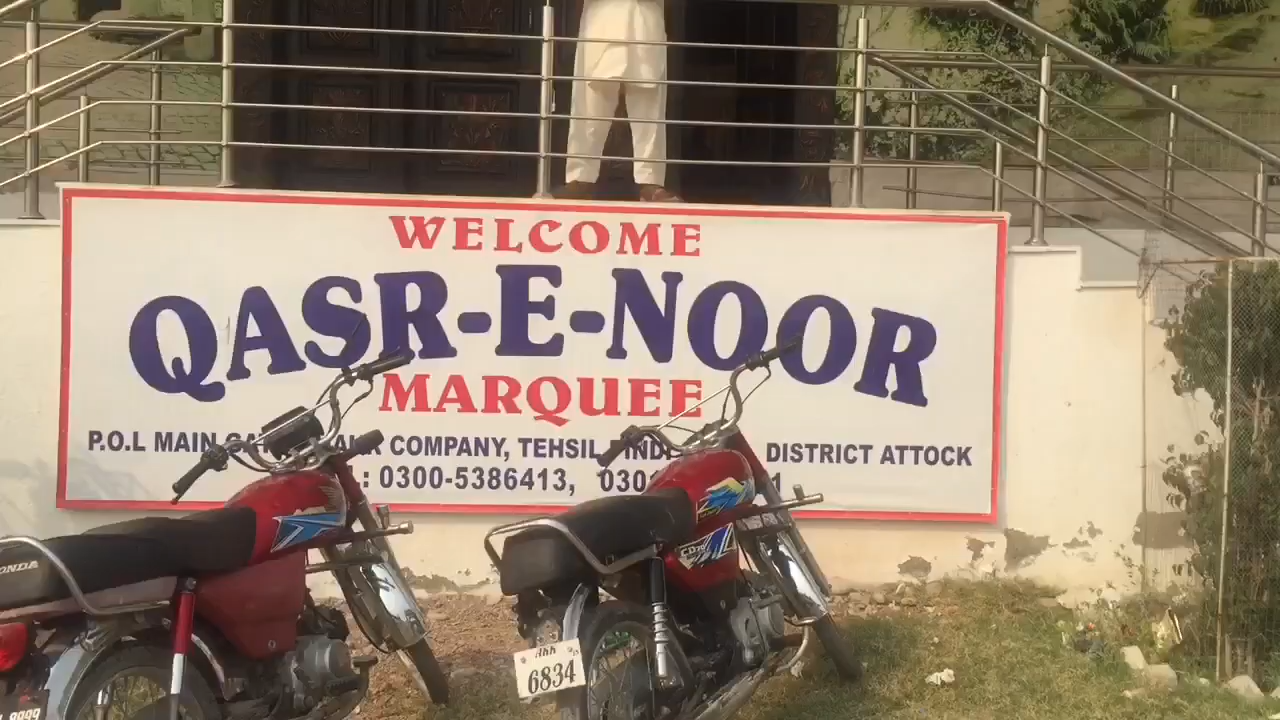 WELCOME
QASR-E-NOOR
MARQUEE
P.O.L MAIN COMPANY, TEHSIL DISTRICT ATTOCK
0300-5386413,
HONDA
CD70
6834